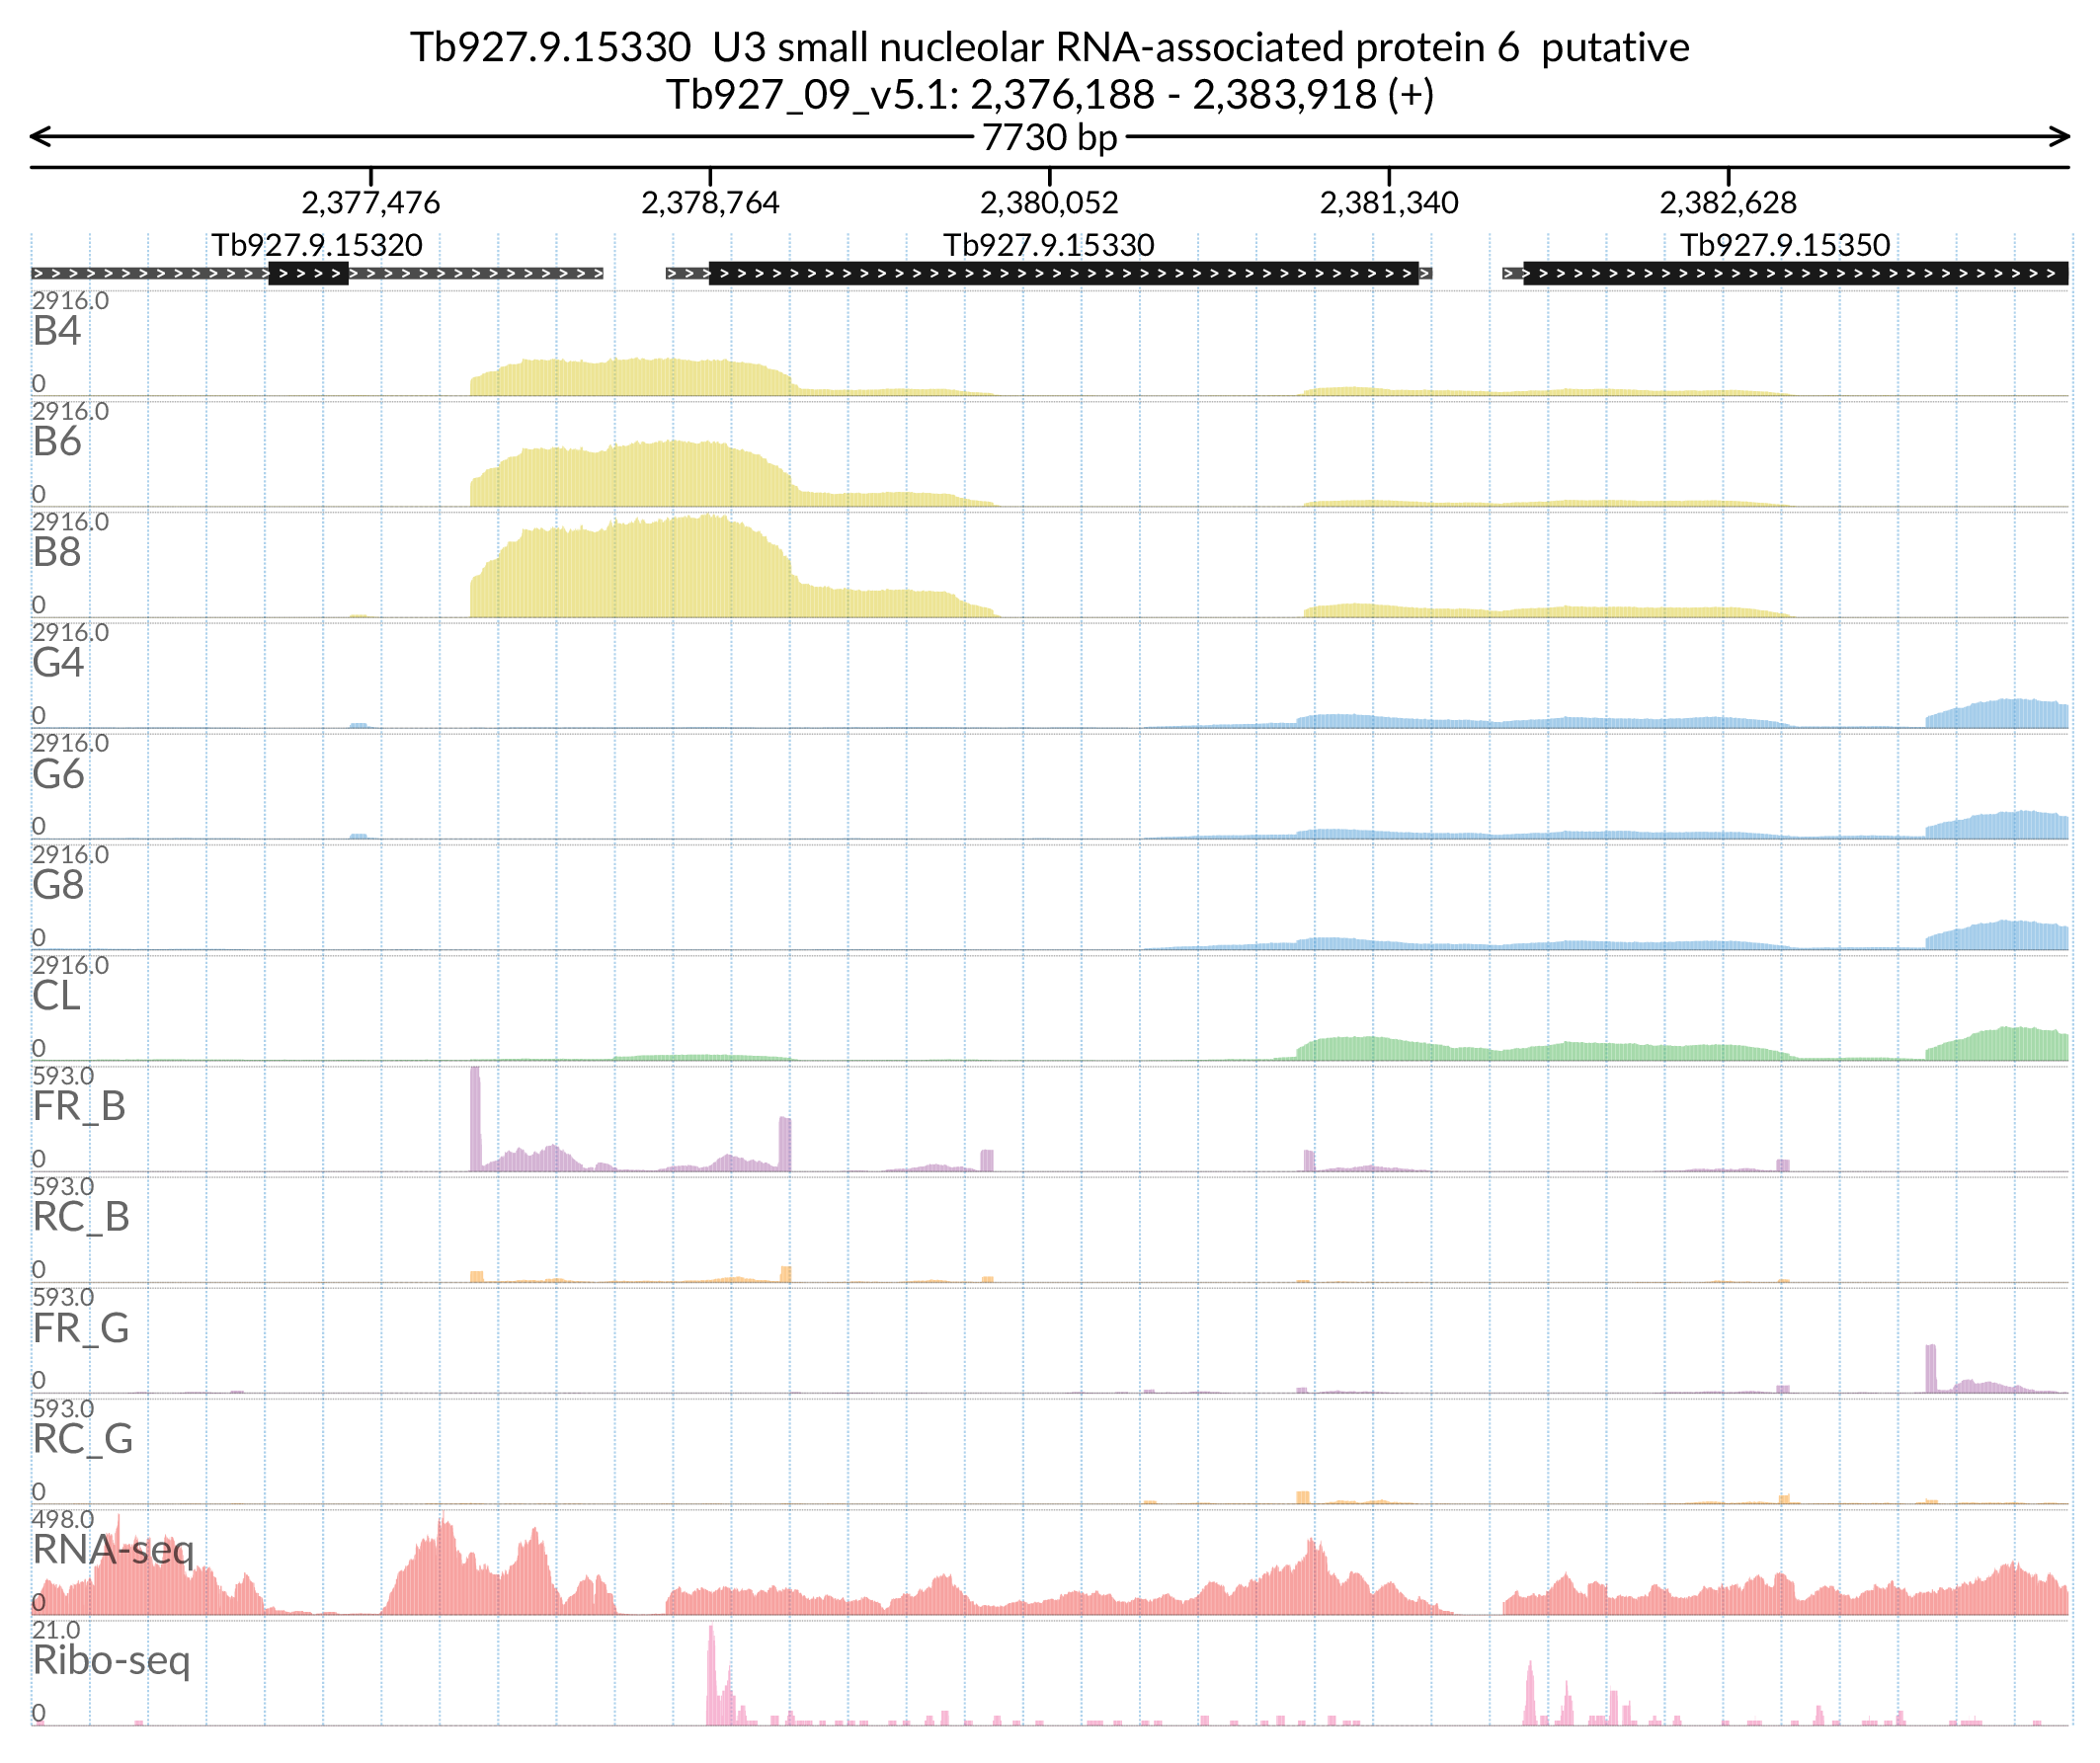 Tb927.9.15330 U3 small nucleolar RNA-associated protein 6 putative
Tb927_09_v5.1: 2,376,188 - 2,383,918 (+)
7730 bp
2,377,476 2,378,764 2,380,052 2,381,340 2,382,628
Tb927.9.15320 Tb927.9.15330 Tb927.9.15350
2916.0
B4
0
2916.0
B6
0
2916.0
B8
0
2916.0
G4
0
2916.0
G6
0
2916.0
G8
0
2916.0
CL
0
593.0
FR_B
0
593.0
RC_B
0
593.0
FR_G
0
593.0
RC_G
0
498.0
RNA-seq
0
21.0
Ribo-seq
0